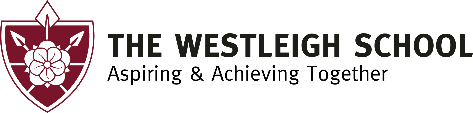 THE WESTLEIGH SCHOOL
Aspiring & Achieving Together